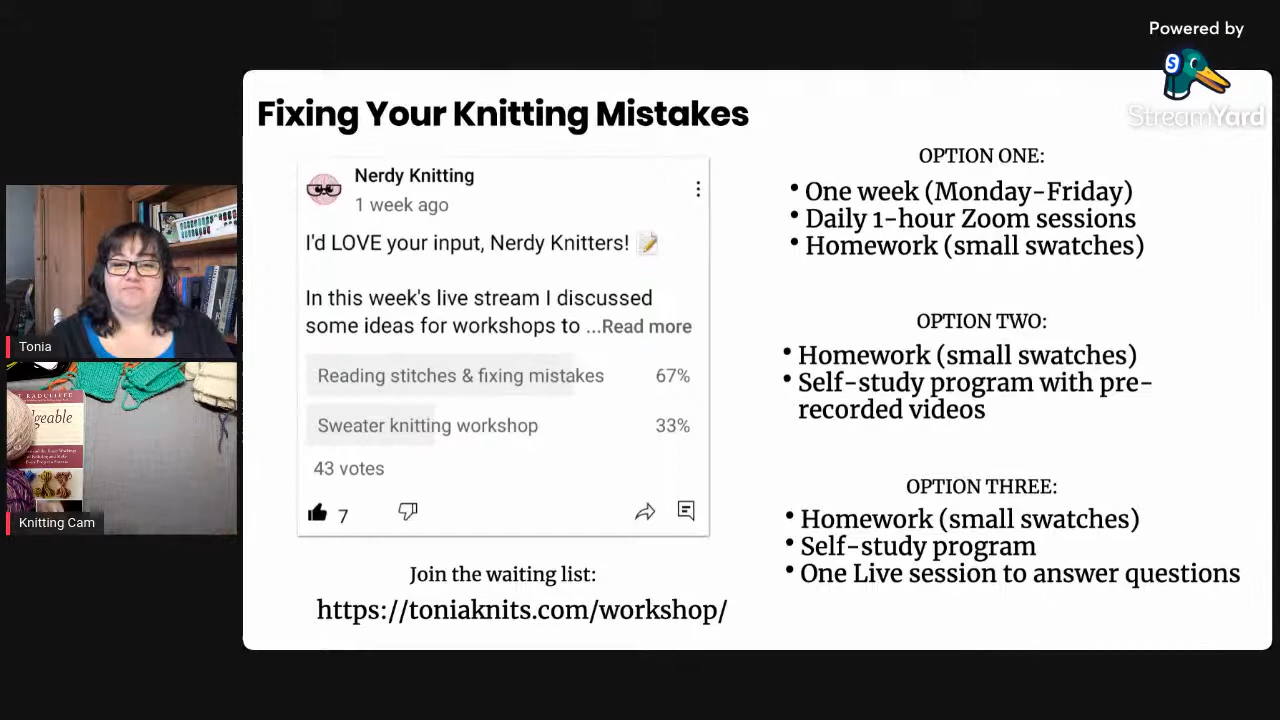 Powered by
S
StreamYard
Fixing Your Knitting Mistakes
Nerdy Knitting
1 week ago
I'd LOVE your input, Nerdy Knitters!
In this week's live stream I discussed
some ideas for workshops to ...Read more
Reading stitches & fixing mistakes 67%
Sweater knitting workshop 33%
43 votes
7
Join the waiting list:
https://toniaknits.com/workshop/
OPTION ONE:
• One week (Monday-Friday)
• Daily 1-hour Zoom sessions
• Homework (small swatches)
OPTION TWO:
• Homework (small swatches)
• Self-study program with pre-
recorded videos
OPTION THREE:
• Homework (small swatches)
• Self-study program
• One Live session to answer questions
Tonia
RADCLIFFE
Knitting Cam